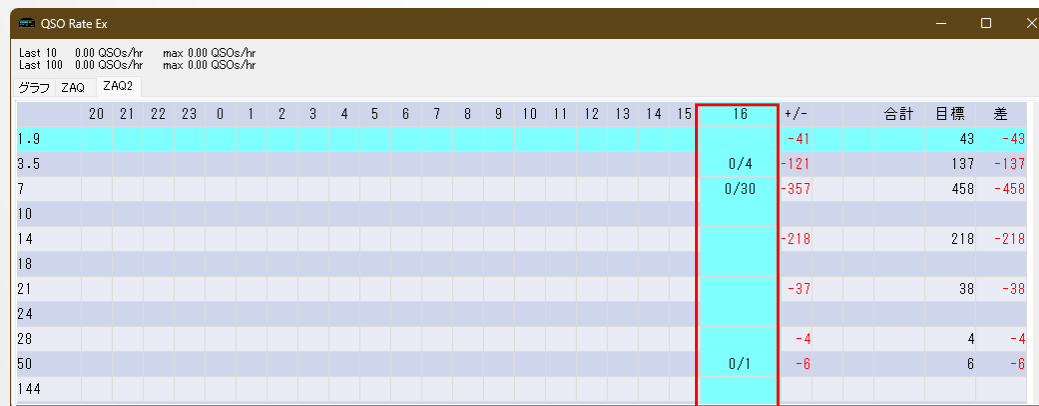 QSO Rate Ex
Last 10 0.00 QSOs/hr max 0.00 QSOs/hr
Last 100 0.00 QSOs/hr max 0.00 QSOs/hr
グラフ ZAQ ZAQ2
20 21 22 23 0 1 2 3 4 5 6 7 8 9 10 11 12 13 14 15 16 +/- 合計 目標 差
1.9 -41 43 -43
3.5 0/4 -121 137 -137
7 0/30 -357 458 -458
10
14 -218 218 -218
18
21 -37 38 -38
24
28 -4 4 -4
50 0/1 -6 6 -6
144